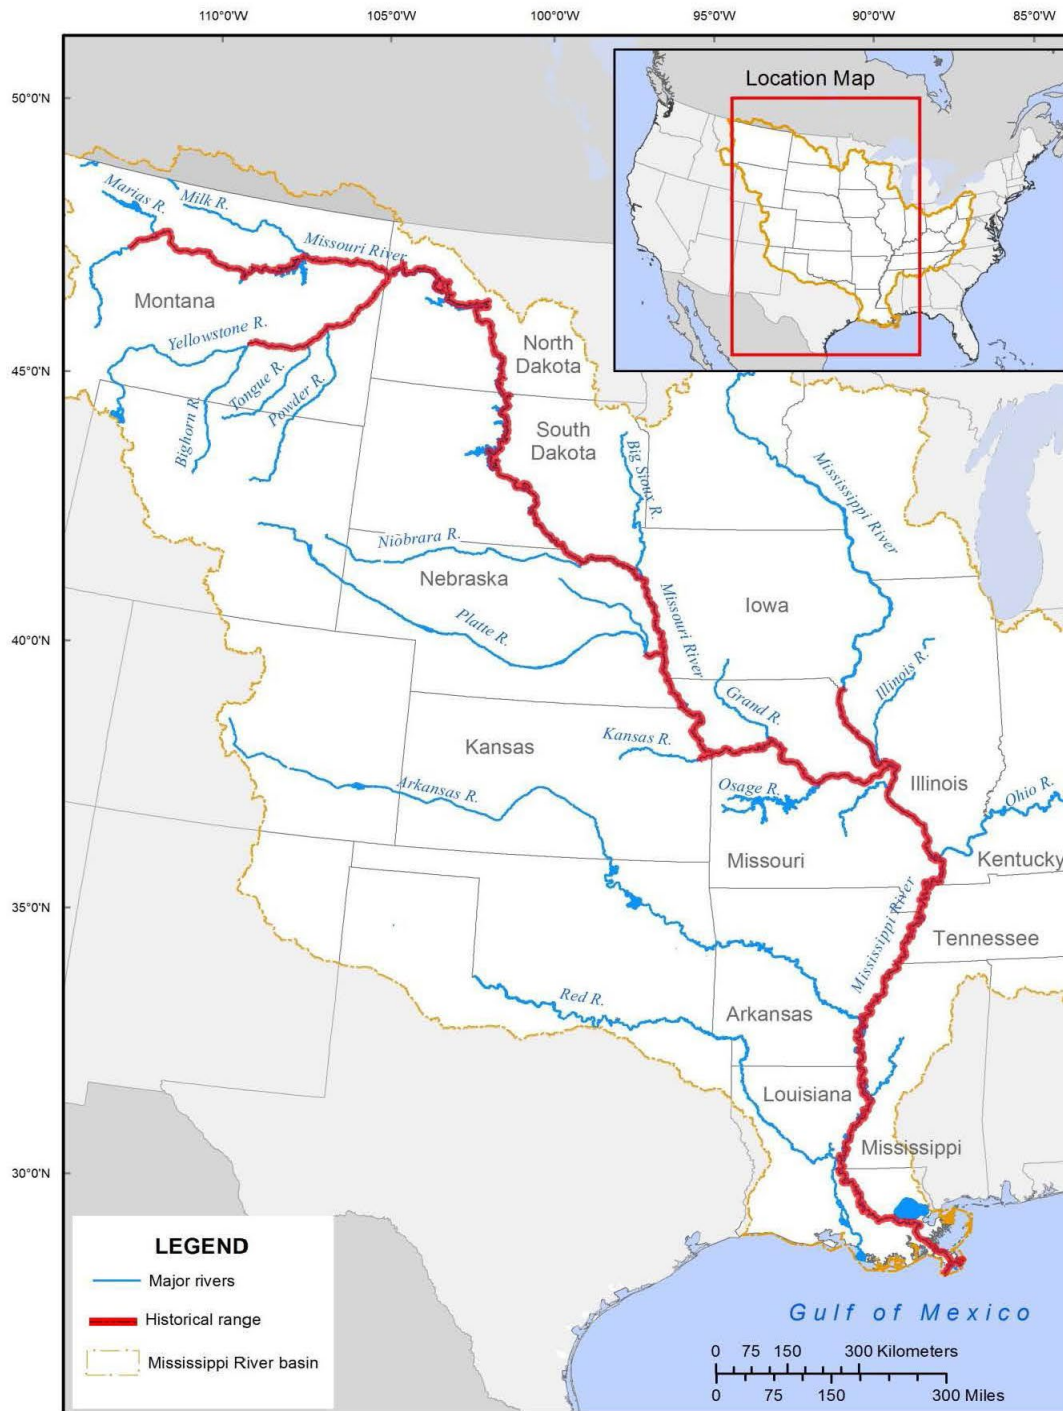 110°0'W
105°0'W
100°0'W
95°0'W
90°0'W
85°0'W
Location Map
50°0'N
45°0'N
40°0'N
35°0'N
30°0'N
Marias R.
Milk R.
Missouri River
Montana
Yellowstone R.
Bighorn R.
Tongue R.
Powder R.
North
Dakota
South
Dakota
Big Sioux R.
Mississippi River
Niobrara R.
Nebraska
Platte R.
Missouri River
Iowa
Illinois R.
Grand R.
Kansas
Kansas R.
Arkansas R.
Osage R.
Illinois
Ohio R.
Missouri
Kentucky
Mississippi River
Tennessee
Red R.
Arkansas
Louisiana
Mississippi
LEGEND
Major rivers
Historical range
Mississippi River basin
Gulf of Mexico
0 75 150 300 Kilometers
0 75 150 300 Miles